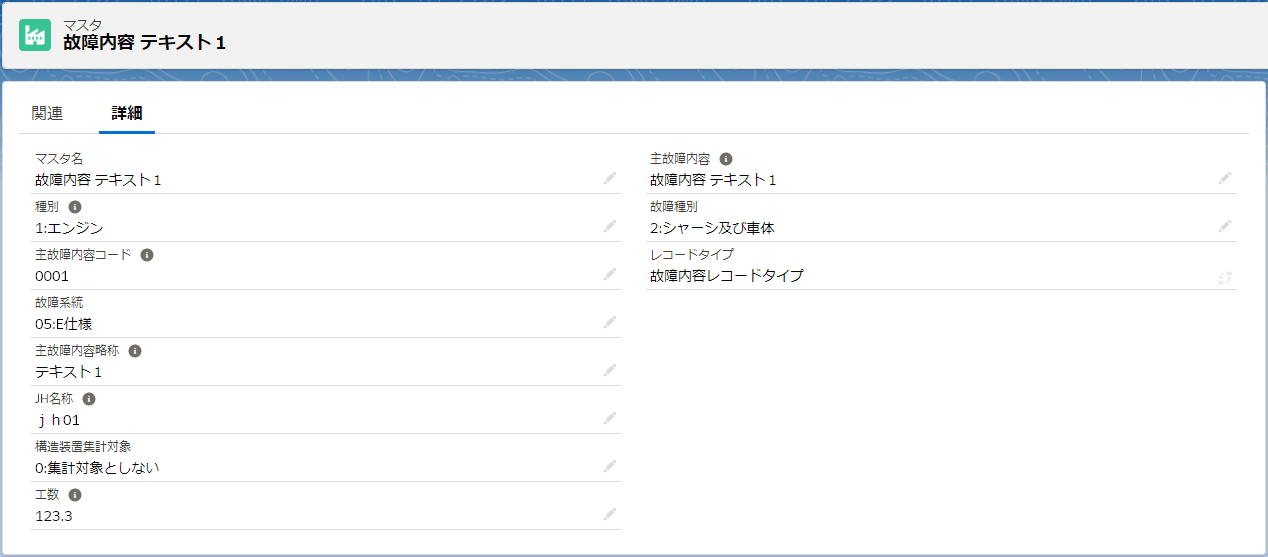 マスタ
故障内容 テキスト１
関連
詳細
マスタ名
故障内容 テキスト１
種別
1:エンジン
主故障内容コード
0001
故障系統
05:E仕様
主故障内容略称
テキスト１
JH名称
ｊｈ01
構造装置集計対象
0:集計対象としない
工数
123.3
主故障内容
故障内容 テキスト１
故障種別
2:シャーシ及び車体
レコードタイプ
故障内容レコードタイプ